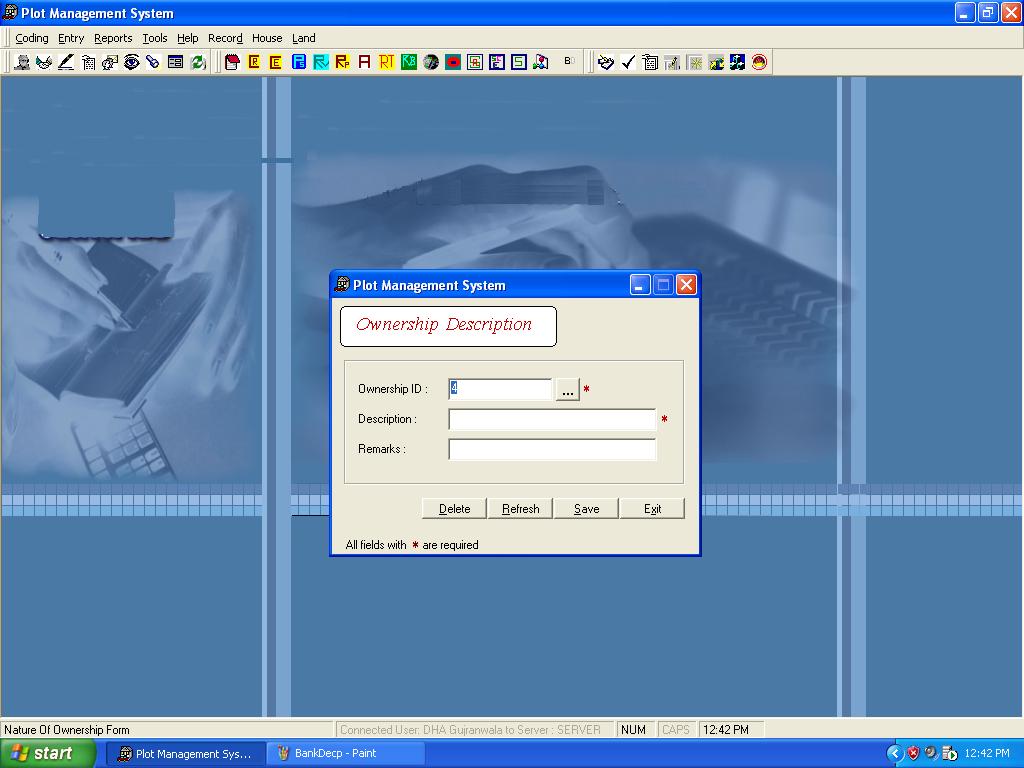 Plot Management System
Coding Entry Reports Tools Help Record House Land
Plot Management System
Ownership Description
Ownership ID : 4 ... *
Description : *
Remarks :
Delete Refresh Save Exit
All fields with * are required
Nature Of Ownership Form Connected User: DHA Gujranwala to Server : SERVER NUM CAPS 12:42 PM
start Plot Management Sys... BankDecp - Paint 12:42 PM